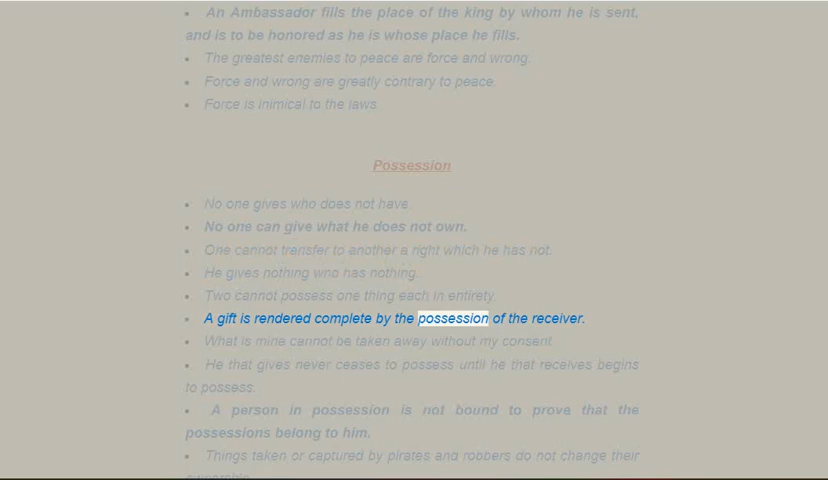 • An Ambassador fills the place of the king by whom he is sent,
and is to be honored as he is whose place he fills.
• The greatest enemies to peace are force and wrong.
• Force and wrong are greatly contrary to peace.
• Force is inimical to the laws
Possession
• No one gives who does not have.
• No one can give what he does not own.
• One cannot transfer to another a right which he has not.
• He gives nothing who has nothing.
• Two cannot possess one thing each in entirety.
• A gift is rendered complete by the possession of the receiver.
• What is mine cannot be taken away without my consent
• He that gives never ceases to possess until he that receives begins
to possess.
• A person in possession is not bound to prove that the
possessions belong to him.
• Things taken or captured by pirates and robbers do not change their